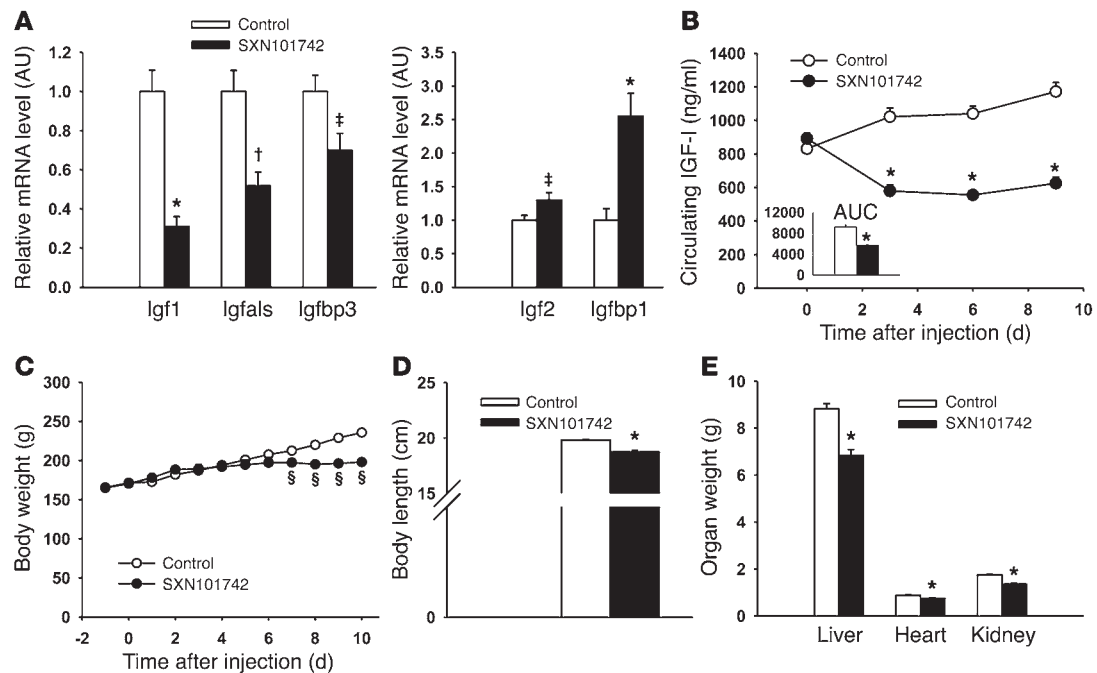 A
Control
SXN101742
Relative mRNA level (AU)
1.2
1.0
0.8
0.6
0.4
0.2
0.0
*
†
‡
Igf1 Igfals Igfbp3
Relative mRNA level (AU)
3.5
3.0
2.5
2.0
1.5
1.0
0.5
0.0
‡
*
Igf2 Igfbp1
B
Control
SXN101742
Circulating IGF-I (ng/ml)
1400
1200
1000
800
600
400
200
0
* * *
AUC
12000
8000
4000
0
*
0 2 4 6 8 10
Time after injection (d)
C
Body weight (g)
300
250
200
150
100
50
0
§ § § §
Control
SXN101742
-2 0 2 4 6 8 10
Time after injection (d)
D
Body length (cm)
25
20
15
0
Control
SXN101742
*
E
Organ weight (g)
10
8
6
4
2
0
Control
SXN101742
* * *
Liver Heart Kidney